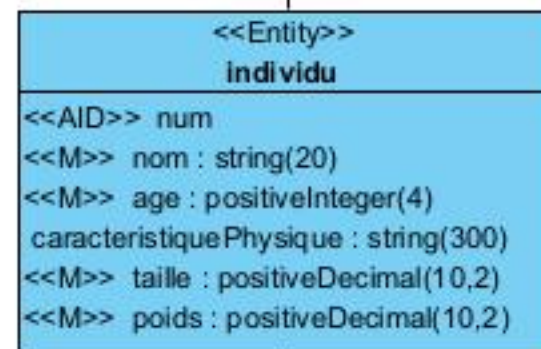 <<Entity>>
individu
<<AID>> num
<<M>> nom : string(20)
<<M>> age : positiveInteger(4)
caracteristiquePhysique : string(300)
<<M>> taille : positiveDecimal(10,2)
<<M>> poids : positiveDecimal(10,2)